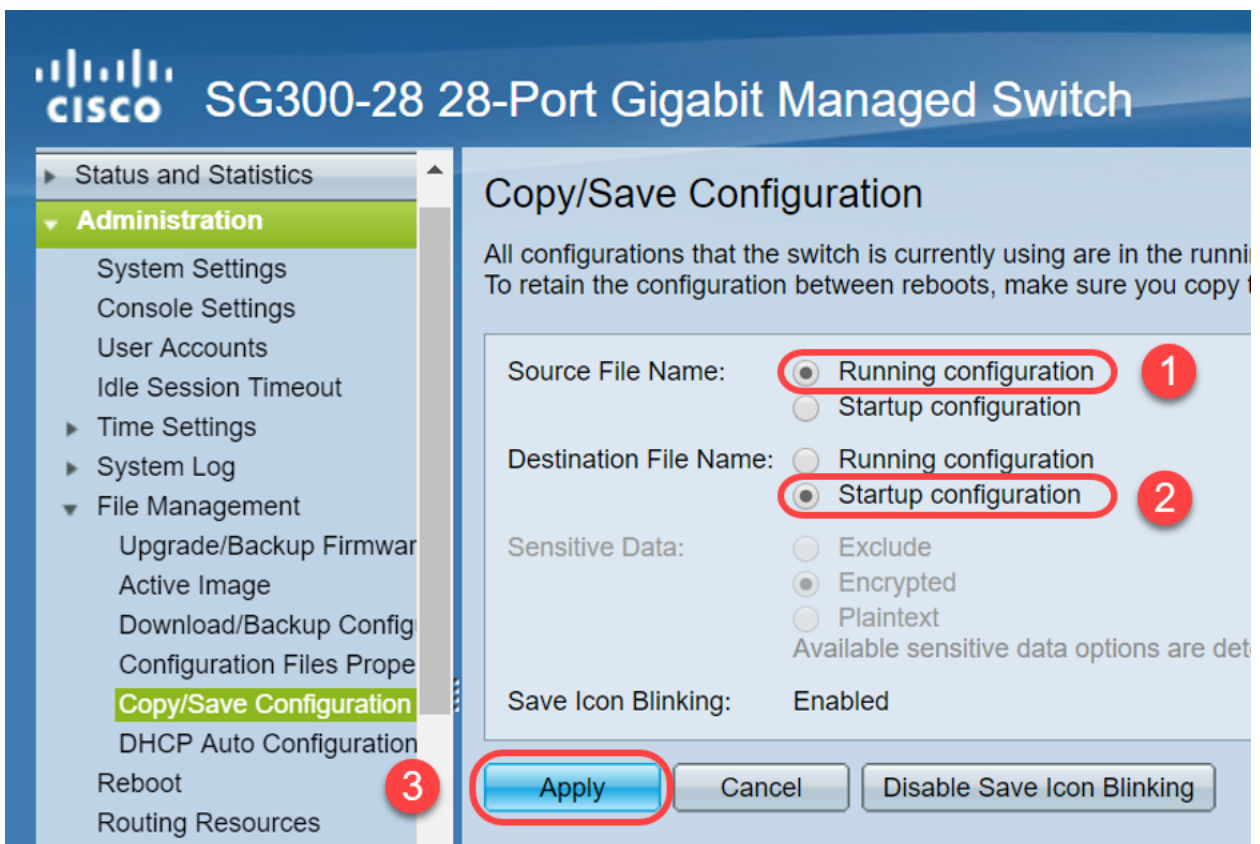 CISCO SG300-28 28-Port Gigabit Managed Switch
Status and Statistics
Administration
System Settings
Console Settings
User Accounts
Idle Session Timeout
Time Settings
System Log
File Management
Upgrade/Backup Firmwar
Active Image
Download/Backup Config
Configuration Files Prope
Copy/Save Configuration
DHCP Auto Configuration
Reboot
Routing Resources
Copy/Save Configuration
All configurations that the switch is currently using are in the runni
To retain the configuration between reboots, make sure you copy t
Source File Name: Running configuration 1
Startup configuration
Destination File Name: Running configuration
Startup configuration 2
Sensitive Data: Exclude
Encrypted
Plaintext
Available sensitive data options are det
Save Icon Blinking: Enabled
3 Apply Cancel Disable Save Icon Blinking